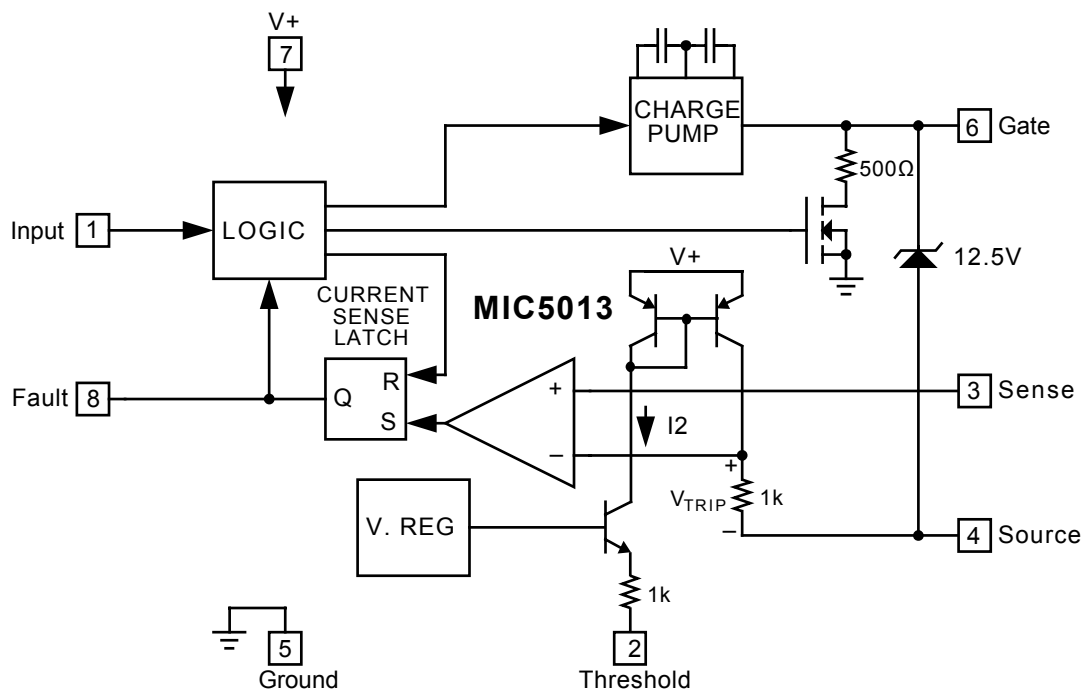 V+
7
CHARGE
PUMP
6 Gate
500Ω
Input 1
LOGIC
V+
12.5V
CURRENT
SENSE
LATCH
MIC5013
R
Fault 8
Q
+
3 Sense
S
I2
–
+
VTRIP
1k
V. REG
–
4 Source
1k
5
2
Ground
Threshold